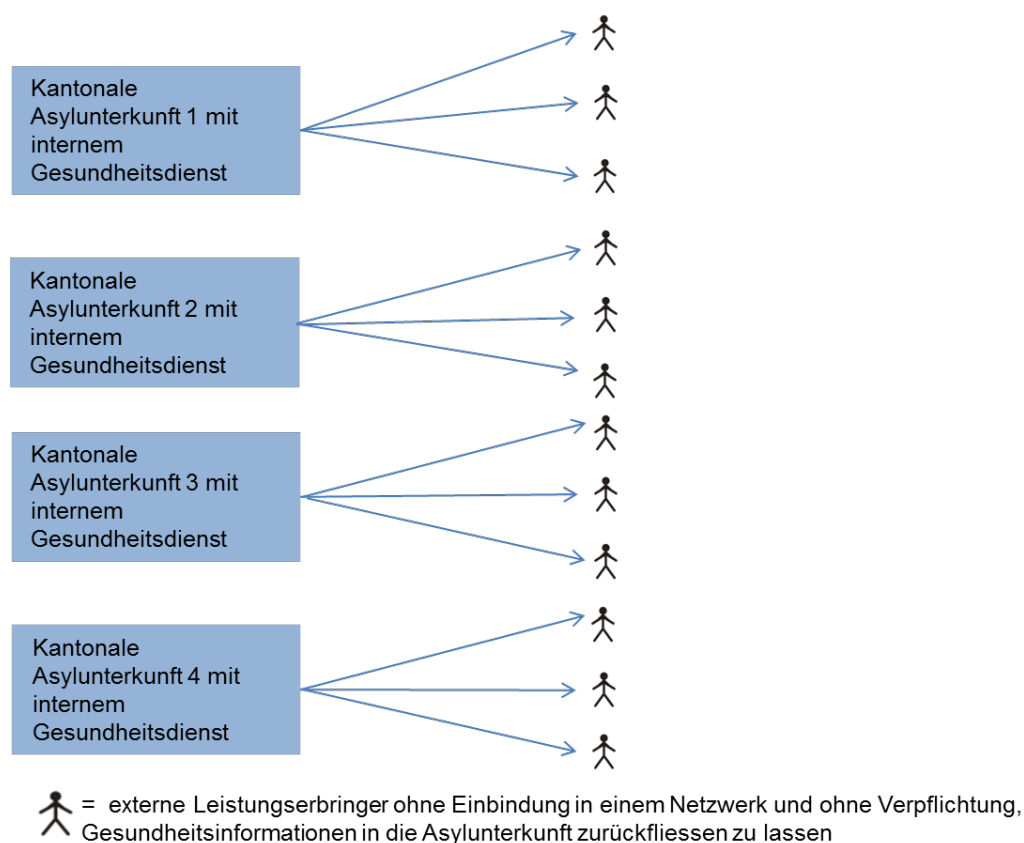 Kantonale
Asylunterkunft 1 mit
internem
Gesundheitsdienst
Kantonale
Asylunterkunft 2 mit
internem
Gesundheitsdienst
Kantonale
Asylunterkunft 3 mit
internem
Gesundheitsdienst
Kantonale
Asylunterkunft 4 mit
internem
Gesundheitsdienst
= externe Leistungserbringer ohne Einbindung in einem Netzwerk und ohne Verpflichtung,
Gesundheitsinformationen in die Asylunterkunft zurückfliessen zu lassen